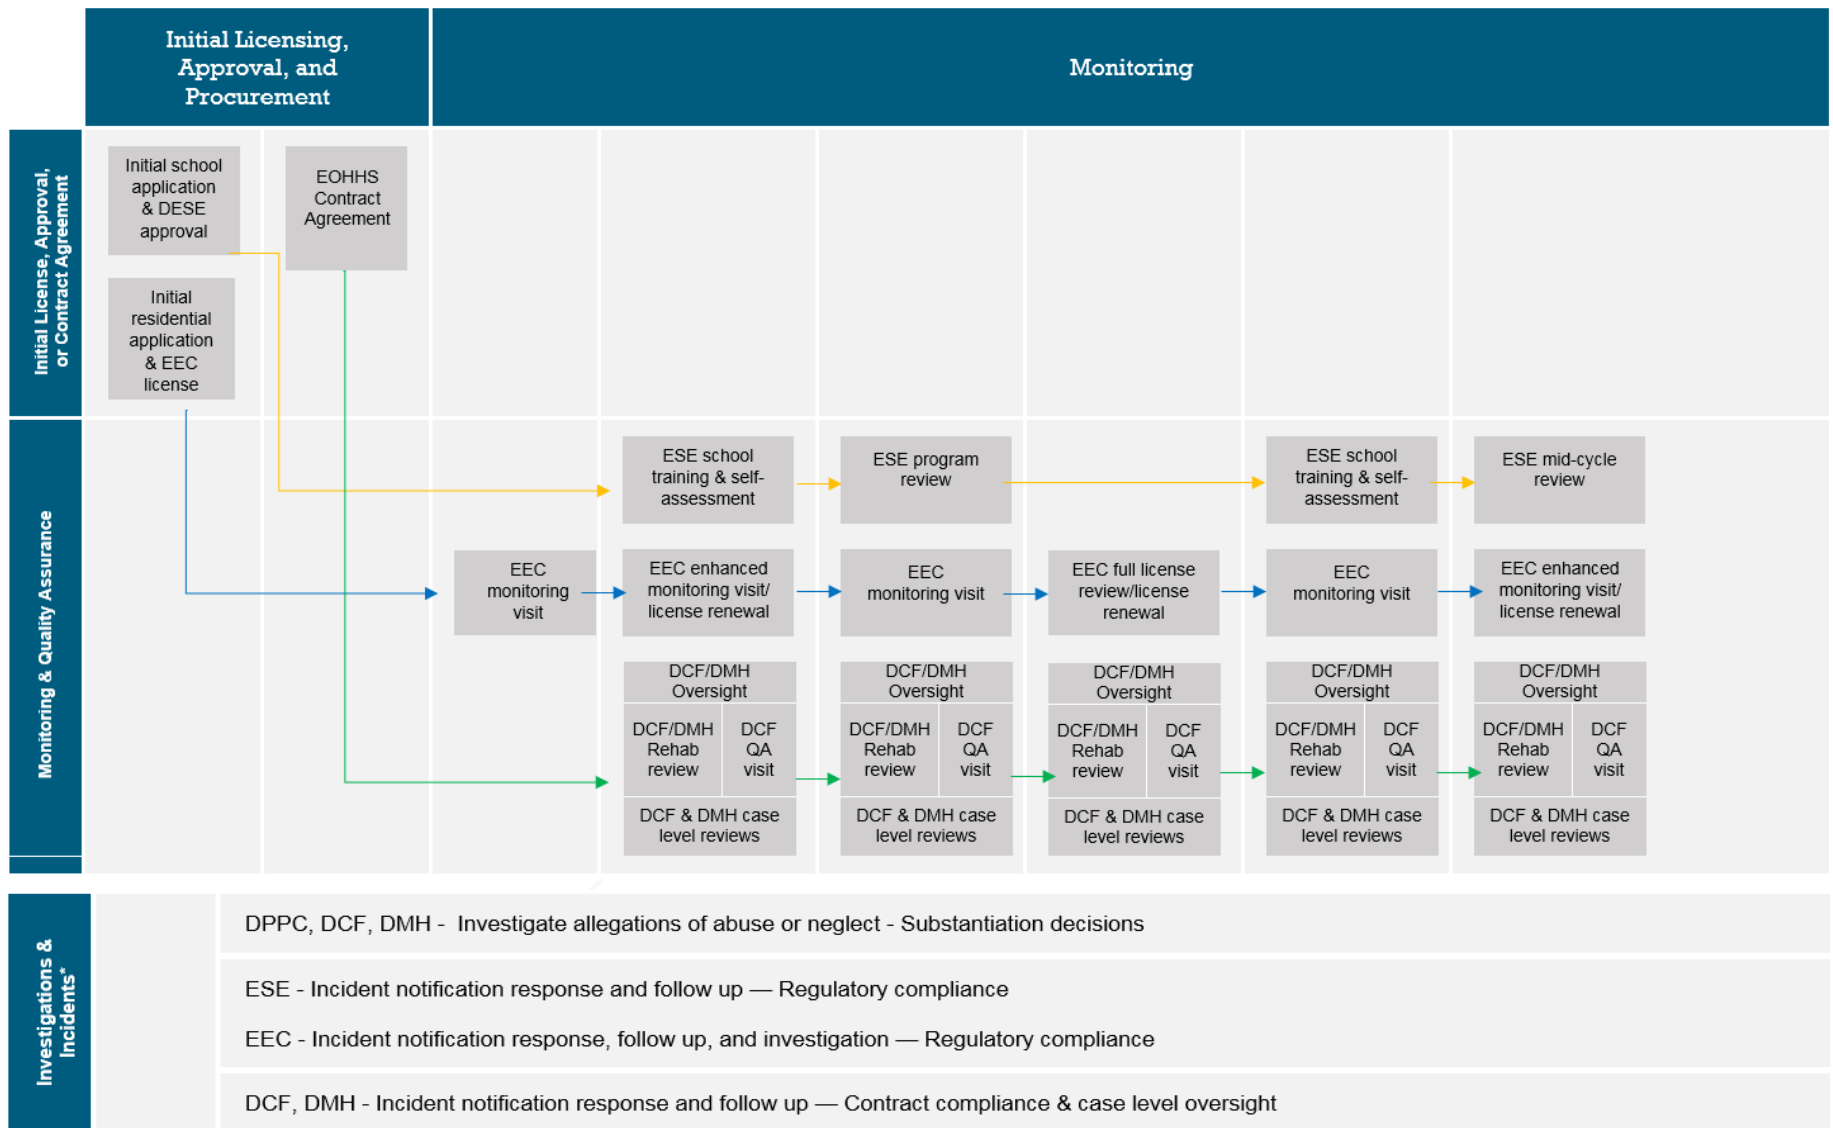 Initial Licensing,
Approval, and
Procurement
Monitoring
Initial License, Approval,
or Contract Agreement
Initial school
application
& DESE
approval
EOHHS
Contract
Agreement
Initial
residential
application
& EEC
license
Monitoring & Quality Assurance
ESE school
training & self-
assessment
ESE program
review
ESE school
training & self-
assessment
ESE mid-cycle
review
EEC
monitoring
visit
EEC enhanced
monitoring visit/
license renewal
EEC
monitoring visit
EEC full license
review/license
renewal
EEC
monitoring visit
EEC enhanced
monitoring visit/
license renewal
DCF/DMH
Oversight
DCF/DMH
Rehab
review
DCF
QA
visit
DCF & DMH case
level reviews
DCF/DMH
Oversight
DCF/DMH
Rehab
review
DCF
QA
visit
DCF & DMH case
level reviews
DCF/DMH
Oversight
DCF/DMH
Rehab
review
DCF
QA
visit
DCF & DMH case
level reviews
DCF/DMH
Oversight
DCF/DMH
Rehab
review
DCF
QA
visit
DCF & DMH case
level reviews
DCF/DMH
Oversight
DCF/DMH
Rehab
review
DCF
QA
visit
DCF & DMH case
level reviews
Investigations &
Incidents*
DPPC, DCF, DMH -  Investigate allegations of abuse or neglect - Substantiation decisions
ESE - Incident notification response and follow up — Regulatory compliance
EEC - Incident notification response, follow up, and investigation — Regulatory compliance
DCF, DMH - Incident notification response and follow up — Contract compliance & case level oversight